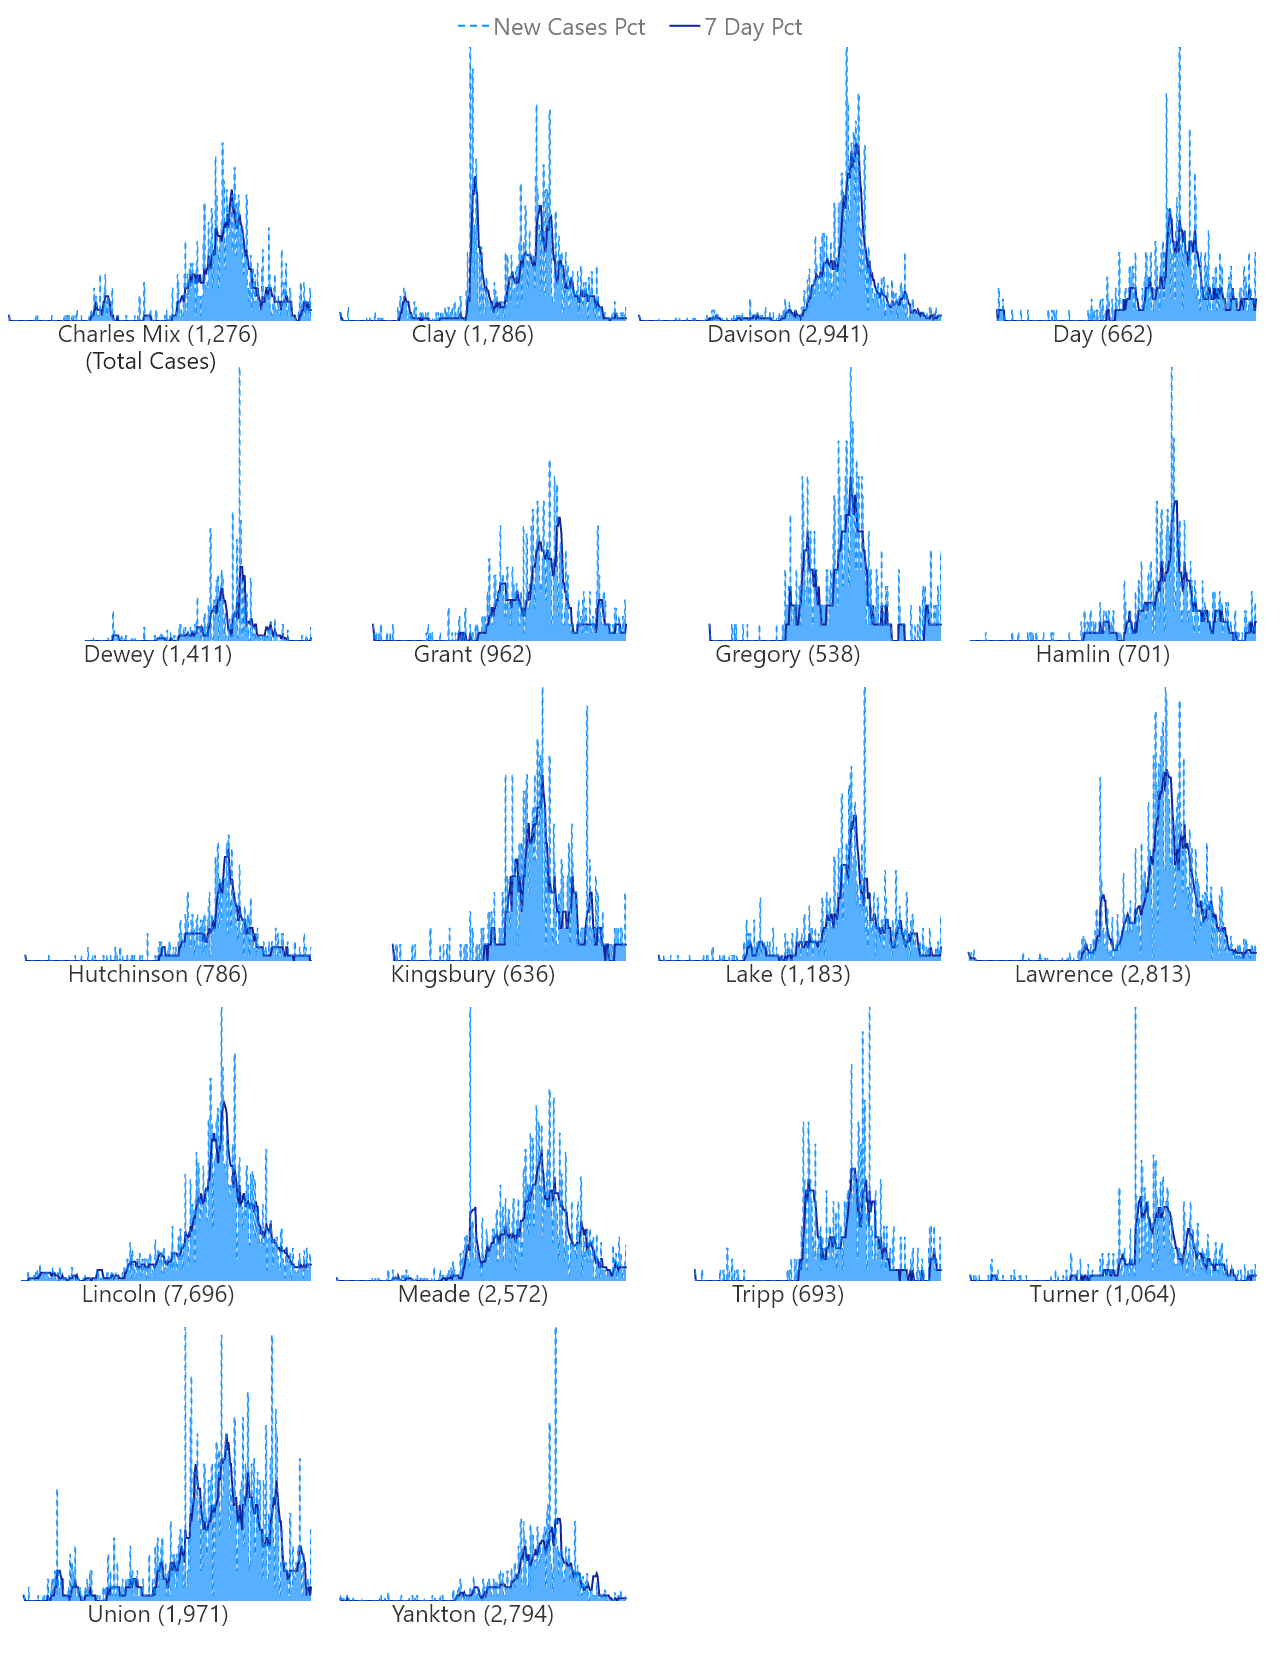 New Cases Pct 7 Day Pct
Charles Mix (1,276) Clay (1,786) Davison (2,941) Day (662)
(Total Cases)
Dewey (1,411) Grant (962) Gregory (538) Hamlin (701)
Hutchinson (786) Kingsbury (636) Lake (1,183) Lawrence (2,813)
Lincoln (7,696) Meade (2,572) Tripp (693) Turner (1,064)
Union (1,971) Yankton (2,794)